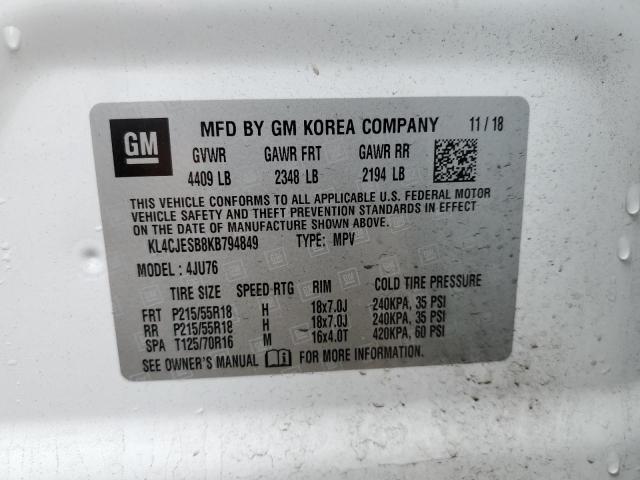 GM MFD BY GM KOREA COMPANY 11 / 18
GVWR GAWR FRT GAWR RR
4409 LB 2348 LB 2194 LB
THIS VEHICLE CONFORMS TO ALL APPLICABLE U.S. FEDERAL MOTOR
VEHICLE SAFETY AND THEFT PREVENTION STANDARDS IN EFFECT
ON THE DATE OF MANUFACTURE SHOWN ABOVE.
KL4CJESB8KB794849 TYPE: MPV
MODEL : 4JU76
TIRE SIZE SPEED RTG RIM COLD TIRE PRESSURE
FRT P215/55R18 H 18x7.0J 240KPA, 35 PSI
RR P215/55R18 H 18x7.0J 240KPA, 35 PSI
SPA T125/70R16 M 16x4.0T 420KPA, 60 PSI
SEE OWNER'S MANUAL FOR MORE INFORMATION.